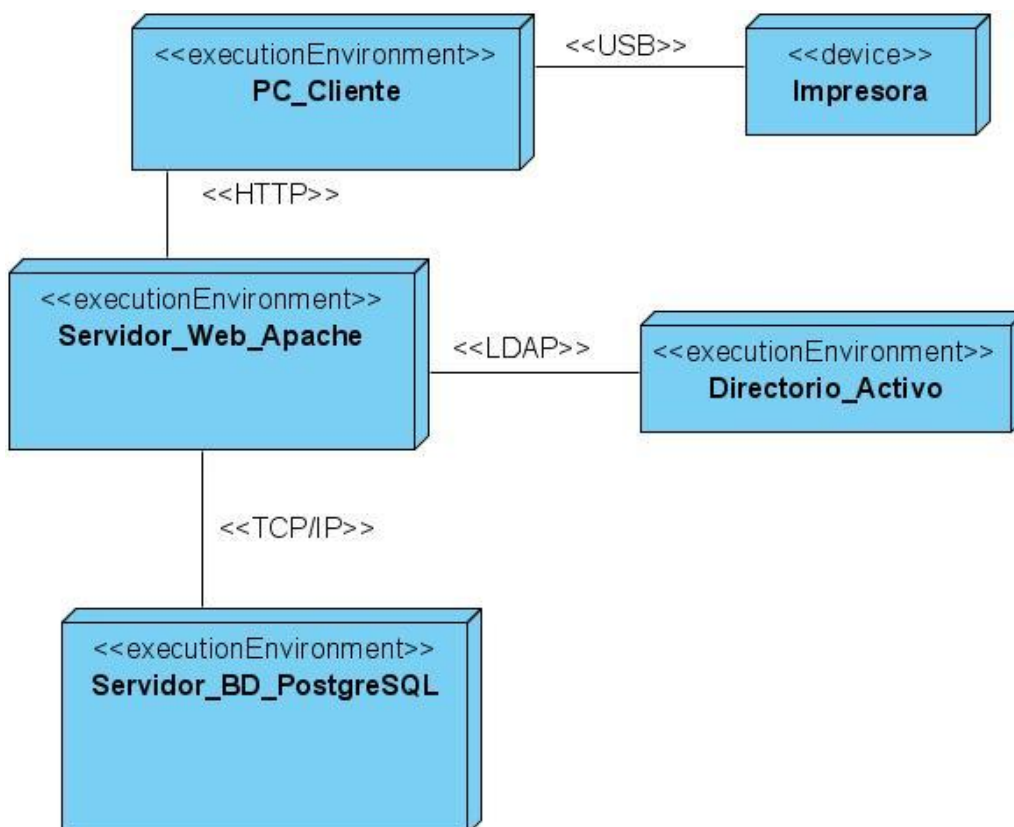 <<executionEnvironment>>
PC_Cliente
<<USB>>
<<device>>
Impresora
<<HTTP>>
<<executionEnvironment>>
Servidor_Web_Apache
<<LDAP>>
<<executionEnvironment>>
Directorio_Activo
<<TCP/IP>>
<<executionEnvironment>>
Servidor_BD_PostgreSQL